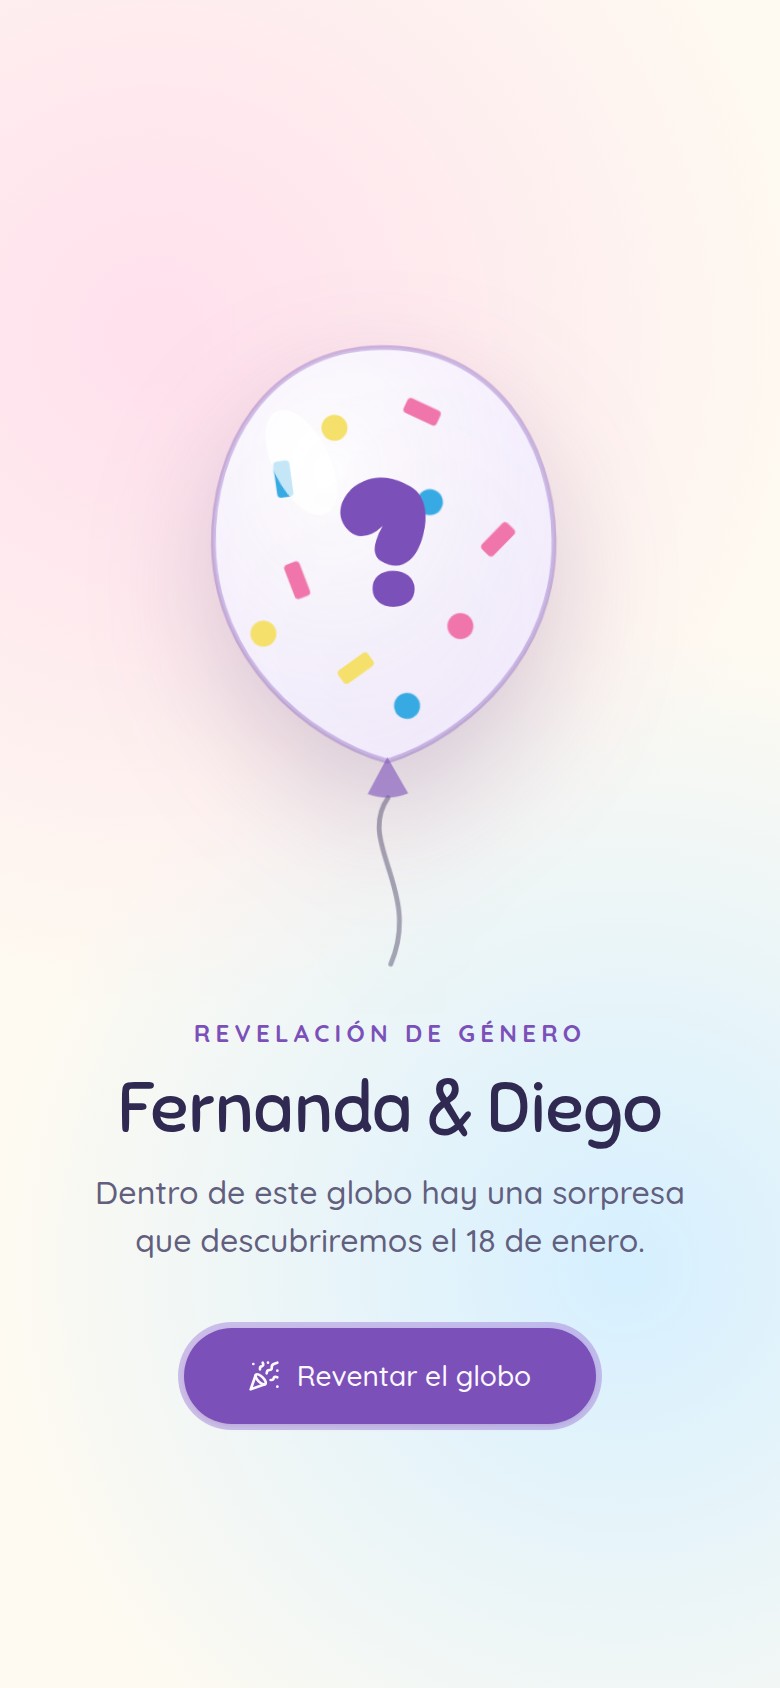 ?
REVELACIÓN DE GÉNERO
Fernanda & Diego
Dentro de este globo hay una sorpresa
que descubriremos el 18 de enero.
Reventar el globo